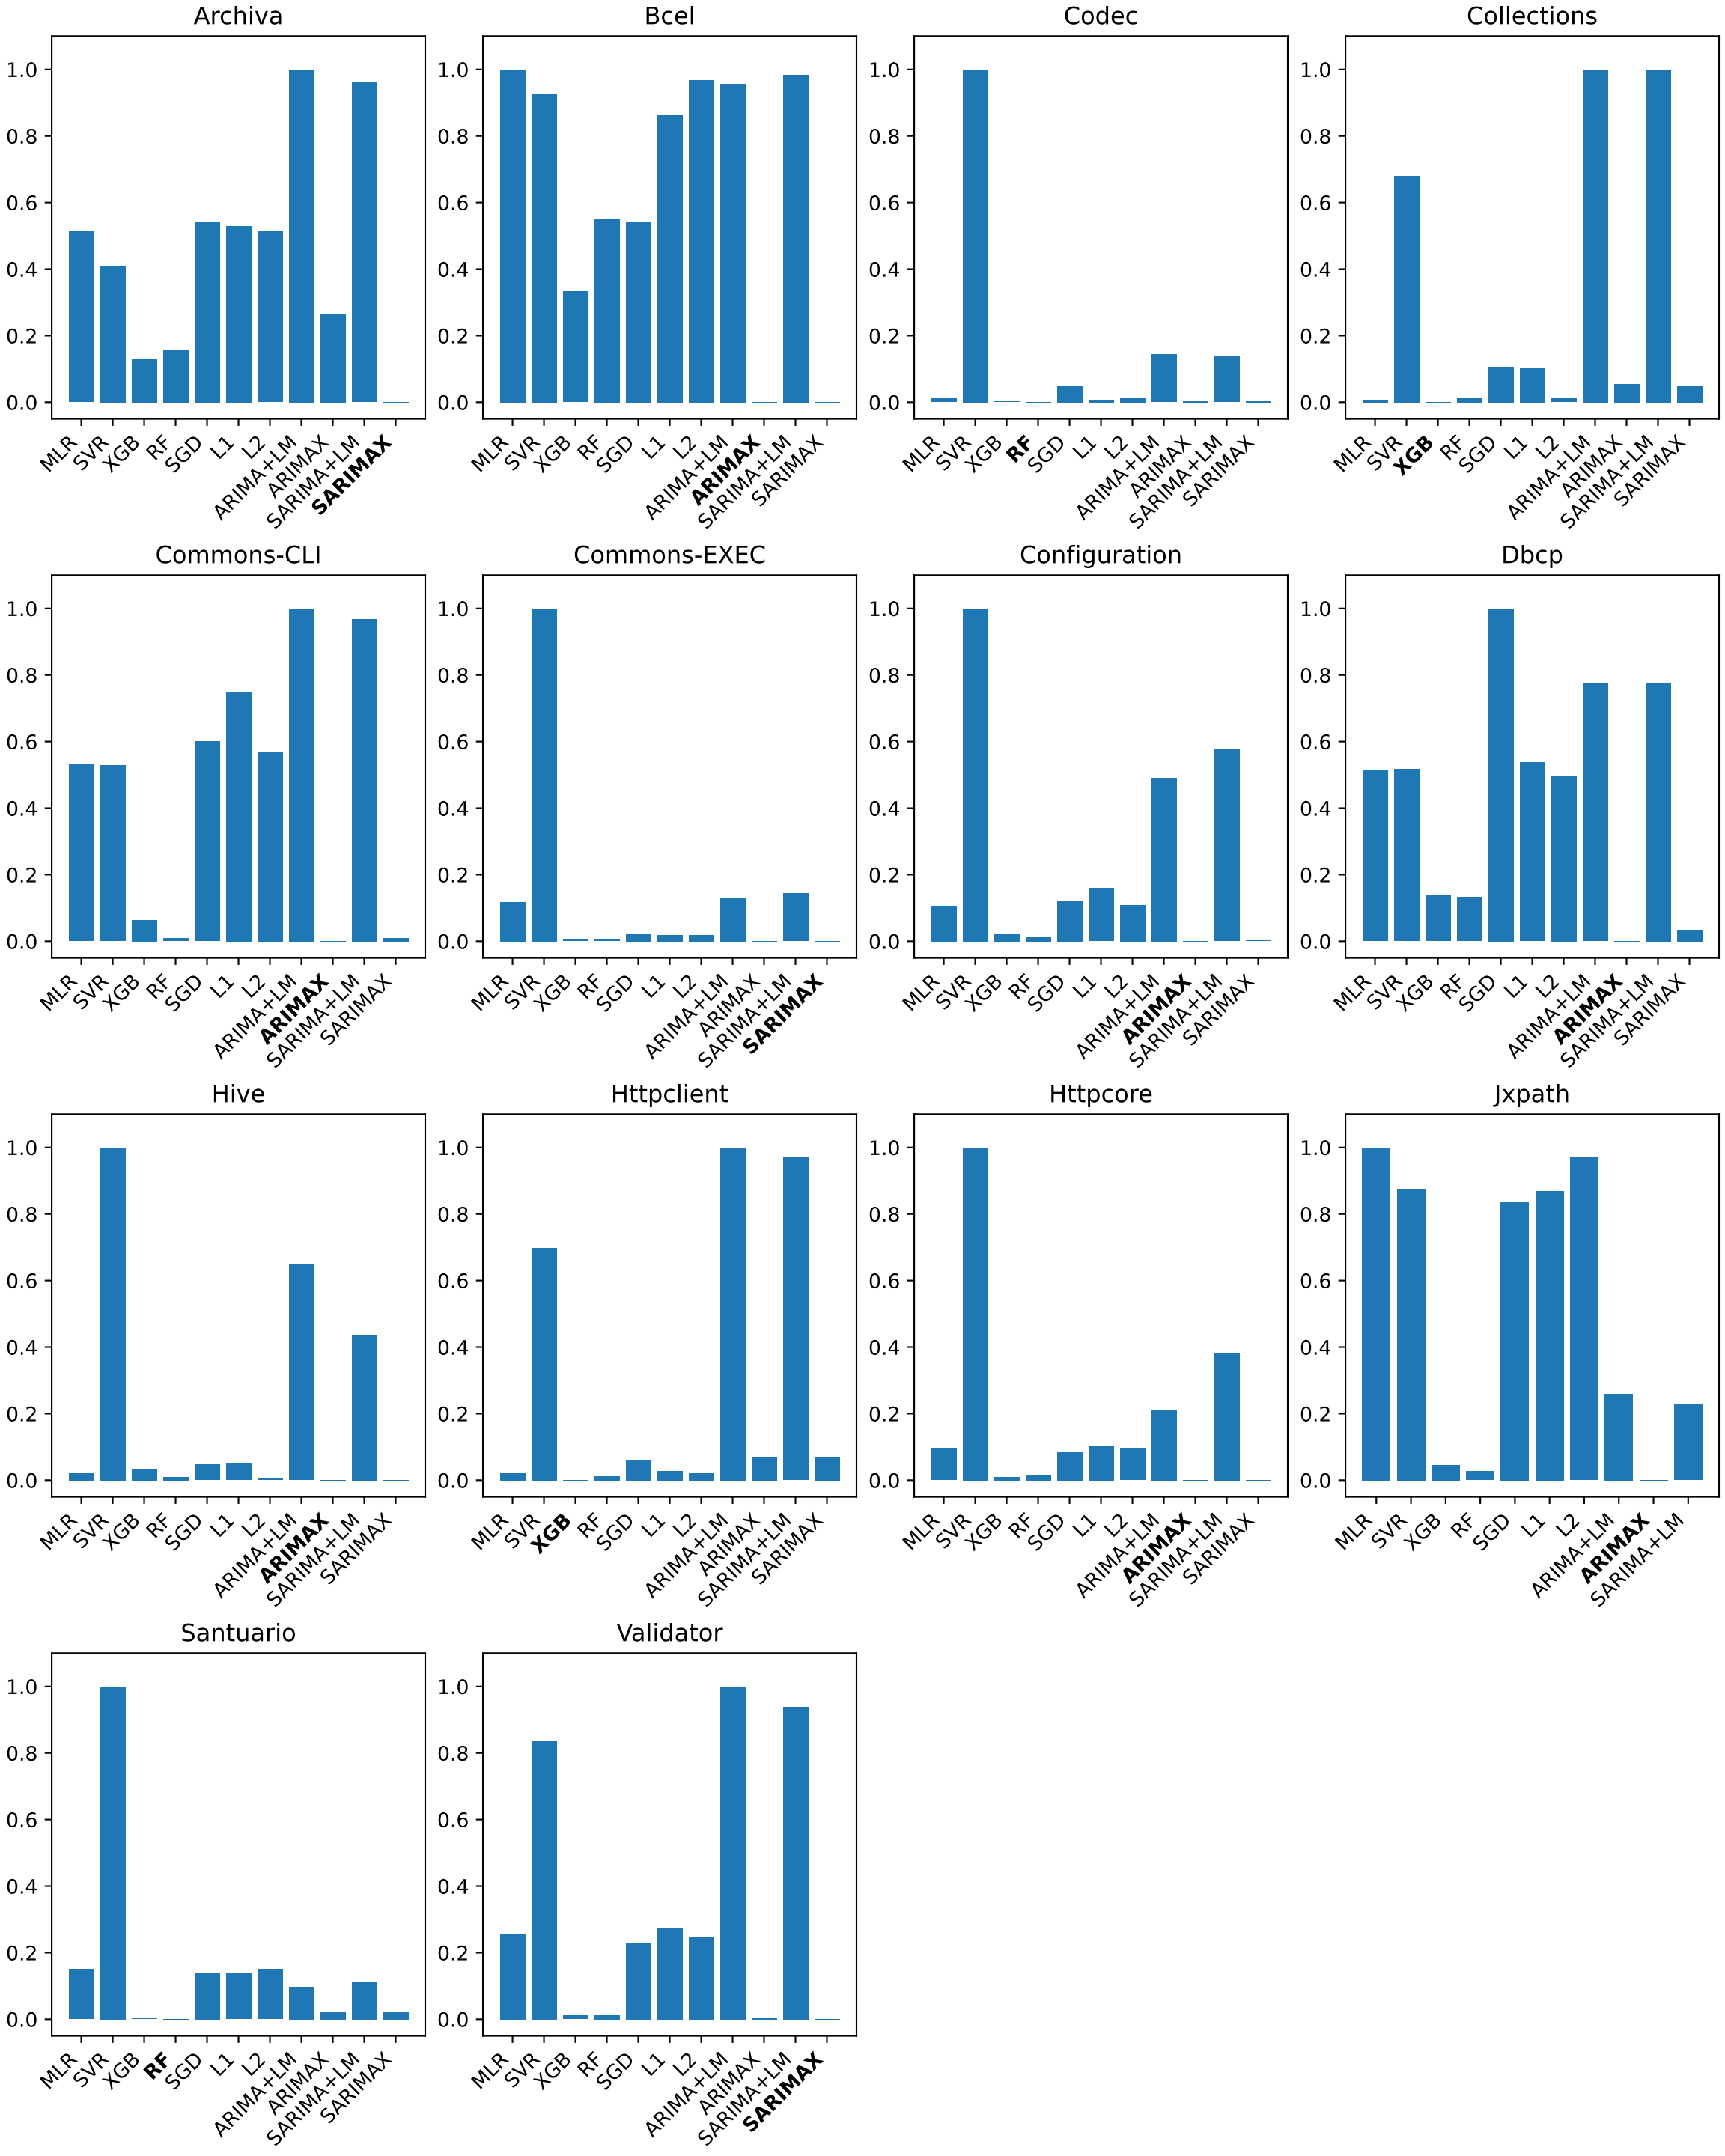 Archiva
1.0
0.8
0.6
0.4
0.2
0.0
MLR
SVR
XGB
RF
SGD
L1
L2
ARIMA+LM
ARIMAX
SARIMA+LM
SARIMAX
Bcel
1.0
0.8
0.6
0.4
0.2
0.0
MLR
SVR
XGB
RF
SGD
L1
L2
ARIMA+LM
ARIMAX
SARIMA+LM
SARIMAX
Codec
1.0
0.8
0.6
0.4
0.2
0.0
MLR
SVR
XGB
RF
SGD
L1
L2
ARIMA+LM
ARIMAX
SARIMA+LM
SARIMAX
Collections
1.0
0.8
0.6
0.4
0.2
0.0
MLR
SVR
XGB
RF
SGD
L1
L2
ARIMA+LM
ARIMAX
SARIMA+LM
SARIMAX
Commons-CLI
1.0
0.8
0.6
0.4
0.2
0.0
MLR
SVR
XGB
RF
SGD
L1
L2
ARIMA+LM
ARIMAX
SARIMA+LM
SARIMAX
Commons-EXEC
1.0
0.8
0.6
0.4
0.2
0.0
MLR
SVR
XGB
RF
SGD
L1
L2
ARIMA+LM
ARIMAX
SARIMA+LM
SARIMAX
Configuration
1.0
0.8
0.6
0.4
0.2
0.0
MLR
SVR
XGB
RF
SGD
L1
L2
ARIMA+LM
ARIMAX
SARIMA+LM
SARIMAX
Dbcp
1.0
0.8
0.6
0.4
0.2
0.0
MLR
SVR
XGB
RF
SGD
L1
L2
ARIMA+LM
ARIMAX
SARIMA+LM
SARIMAX
Hive
1.0
0.8
0.6
0.4
0.2
0.0
MLR
SVR
XGB
RF
SGD
L1
L2
ARIMA+LM
ARIMAX
SARIMA+LM
SARIMAX
Httpclient
1.0
0.8
0.6
0.4
0.2
0.0
MLR
SVR
XGB
RF
SGD
L1
L2
ARIMA+LM
ARIMAX
SARIMA+LM
SARIMAX
Httpcore
1.0
0.8
0.6
0.4
0.2
0.0
MLR
SVR
XGB
RF
SGD
L1
L2
ARIMA+LM
ARIMAX
SARIMA+LM
SARIMAX
Jxpath
1.0
0.8
0.6
0.4
0.2
0.0
MLR
SVR
XGB
RF
SGD
L1
L2
ARIMA+LM
ARIMAX
SARIMA+LM
Santuario
1.0
0.8
0.6
0.4
0.2
0.0
MLR
SVR
XGB
RF
SGD
L1
L2
ARIMA+LM
ARIMAX
SARIMA+LM
SARIMAX
Validator
1.0
0.8
0.6
0.4
0.2
0.0
MLR
SVR
XGB
RF
SGD
L1
L2
ARIMA+LM
ARIMAX
SARIMA+LM
SARIMAX